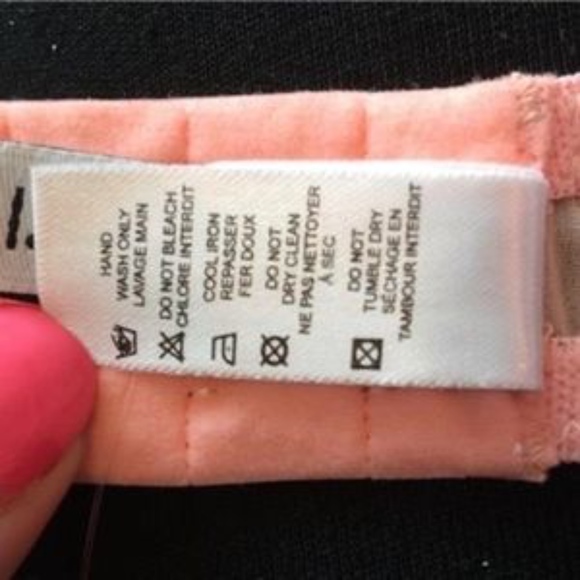 HAND
WASH ONLY
LAVAGE MAIN
DO NOT BLEACH
CHLORE INTERDIT
COOL IRON
REPASSER
FER DOUX
DO NOT
DRY CLEAN
NE PAS NETTOYER
À SEC
DO NOT
TUMBLE DRY
SÉCHAGE EN
TAMBOUR INTERDIT